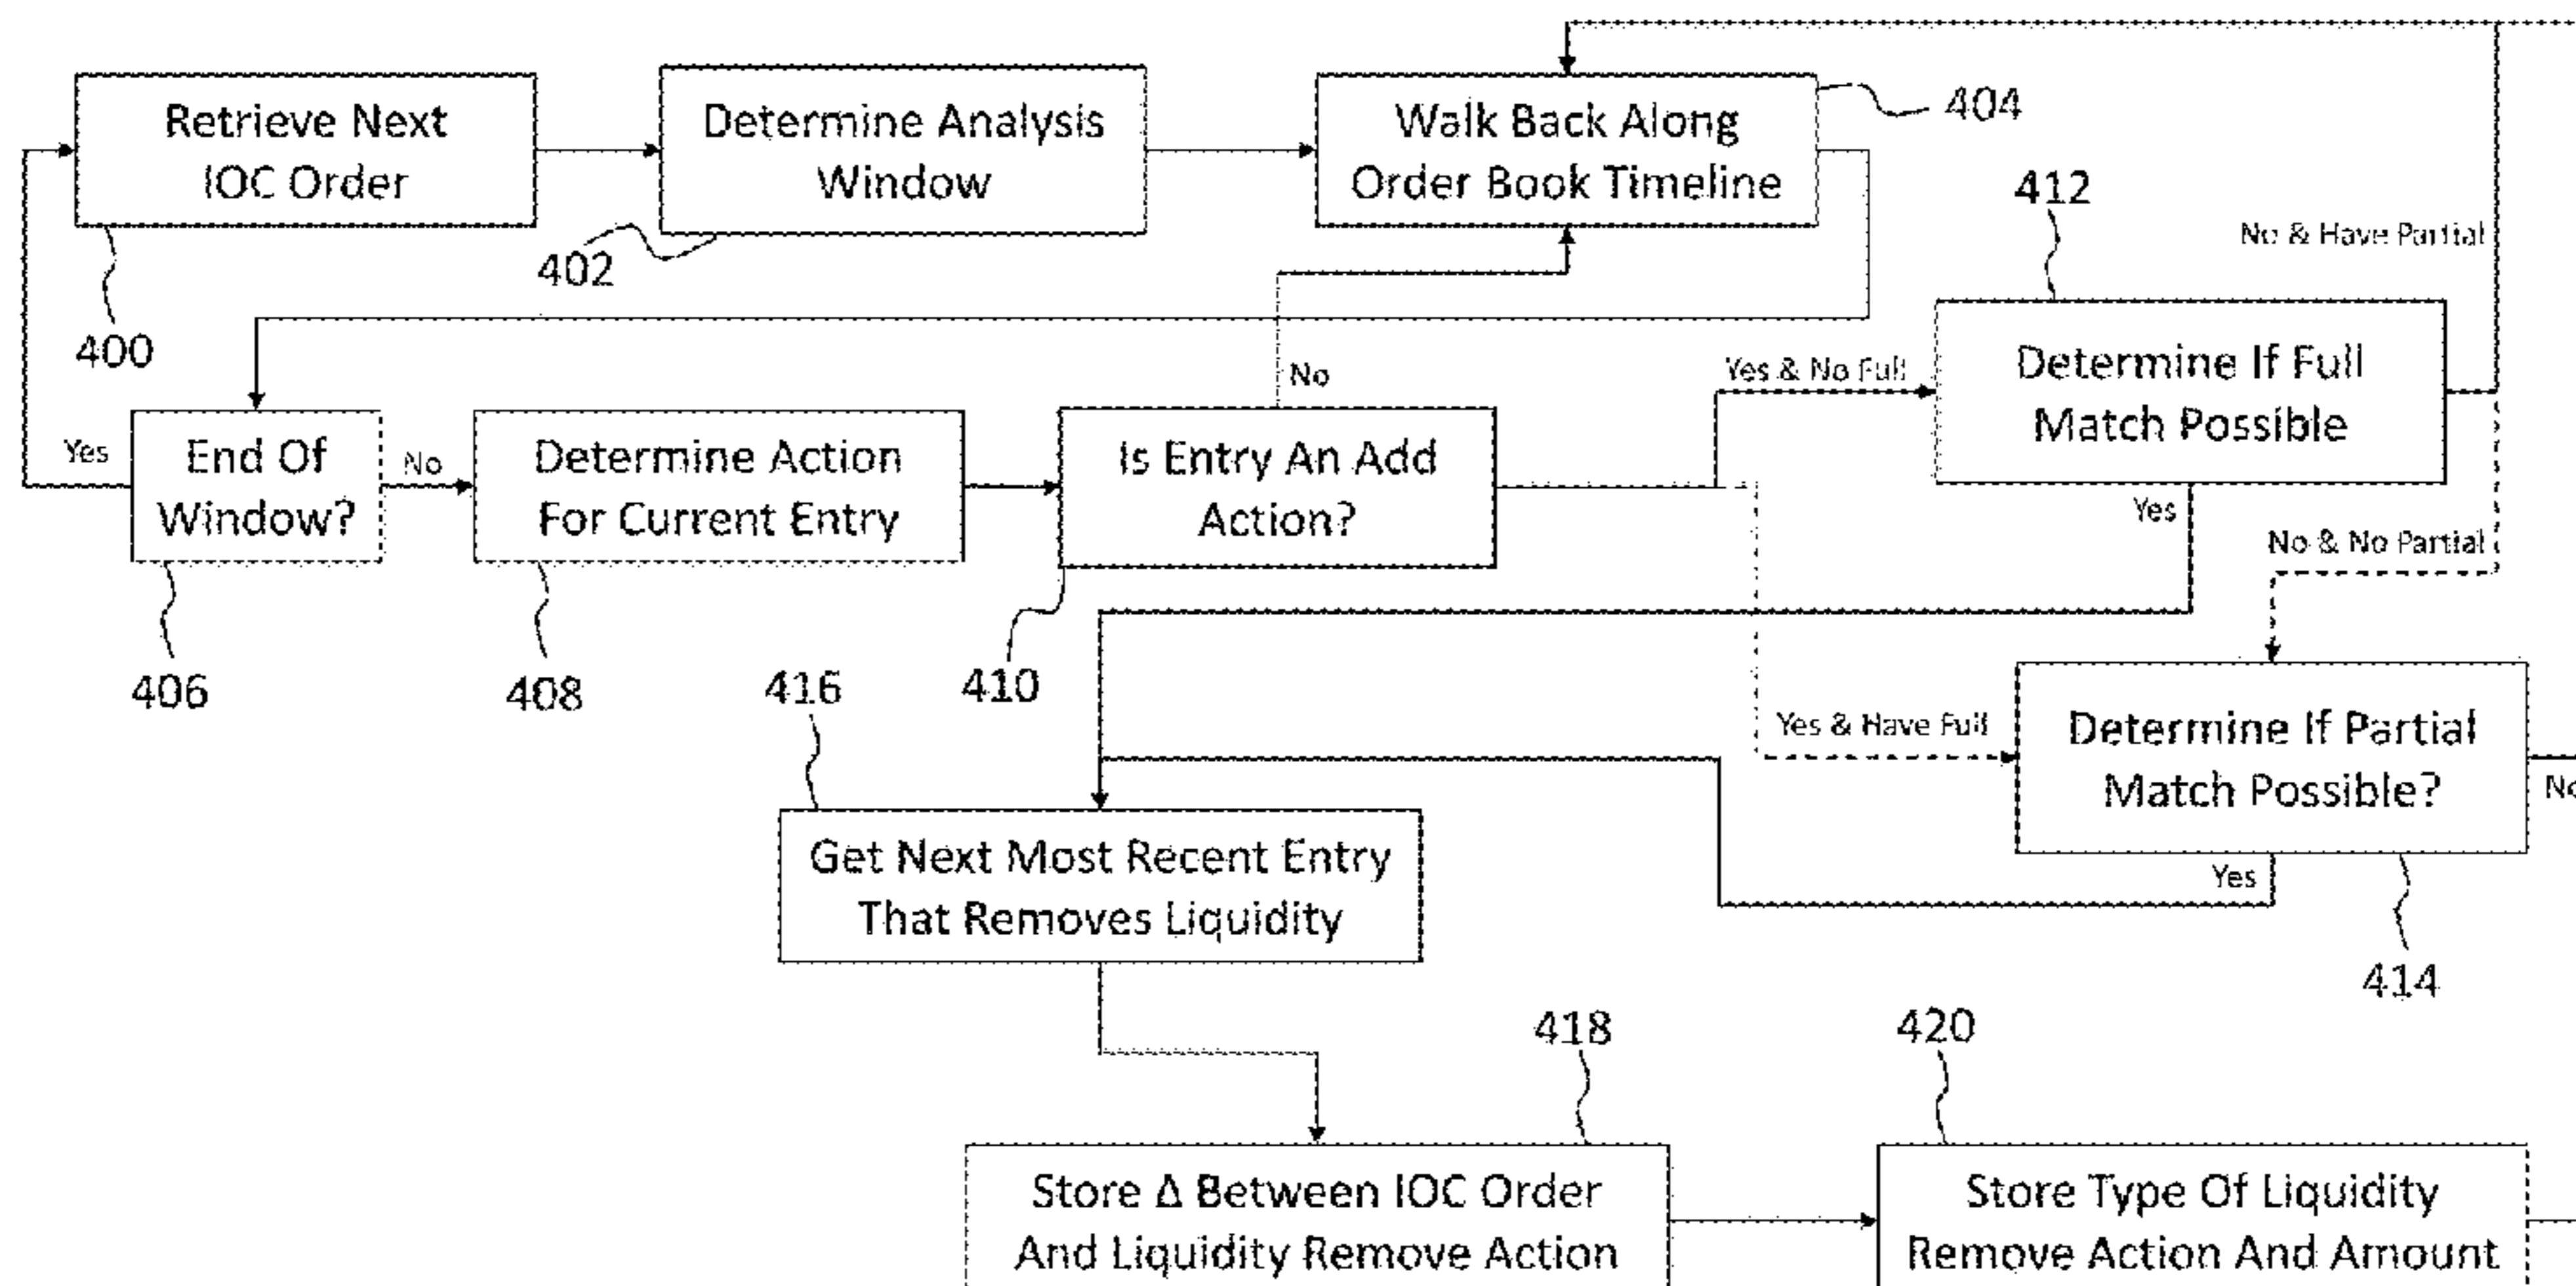 Retrieve Next
IOC Order
400
Determine Analysis
Window
402
Walk Back Along
Order Book Timeline
404
412
No & Have Partial
Determine If Full
Match Possible
Yes & No Full
No
Yes
End Of
Window?
406
No
Determine Action
For Current Entry
408
Is Entry An Add
Action?
410
Yes
No & No Partial
416
Yes & Have Full
Determine If Partial
Match Possible?
No
Yes
414
Get Next Most Recent Entry
That Removes Liquidity
418
420
Store Δ Between IOC Order
And Liquidity Remove Action
Store Type Of Liquidity
Remove Action And Amount